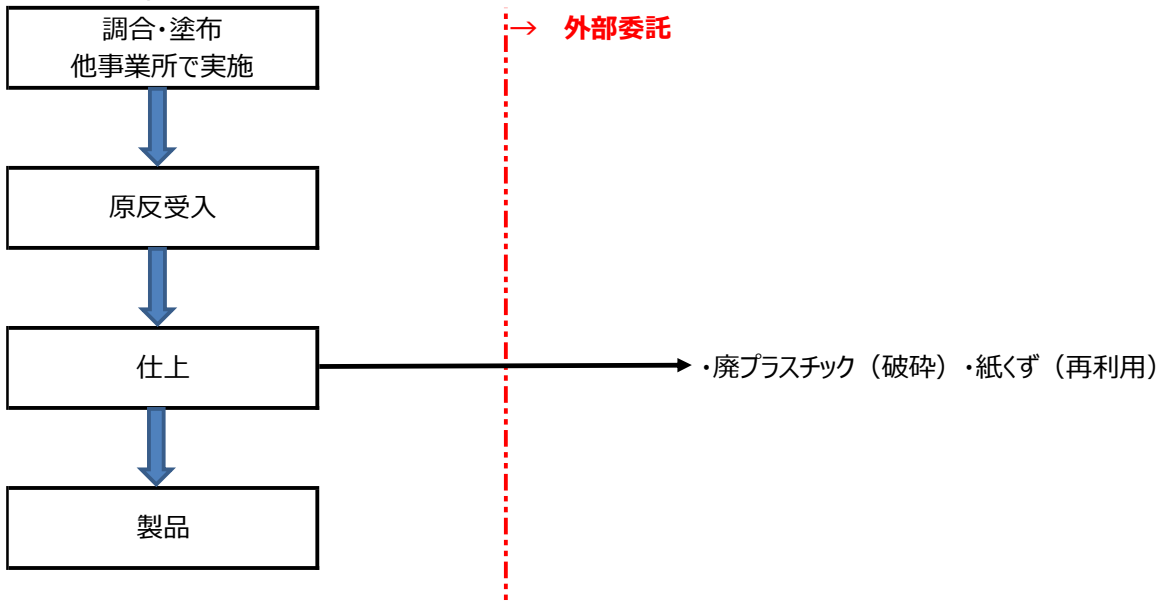 調合・塗布
他事業所で実施
→ 外部委託
原反受入
仕上
・廃プラスチック（破砕）・紙くず（再利用）
製品